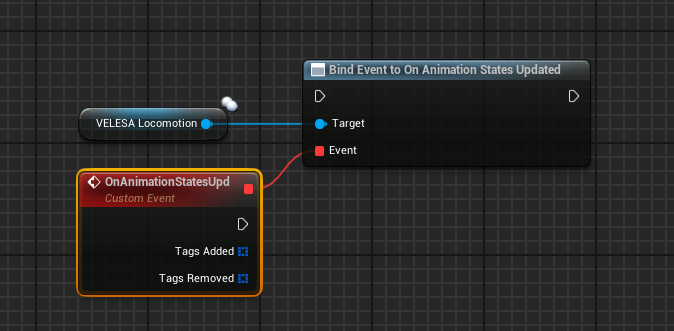 Bind Event to On Animation States Updated
VELESA Locomotion
Target
Event
OnAnimationStatesUpd
Custom Event
Tags Added
Tags Removed